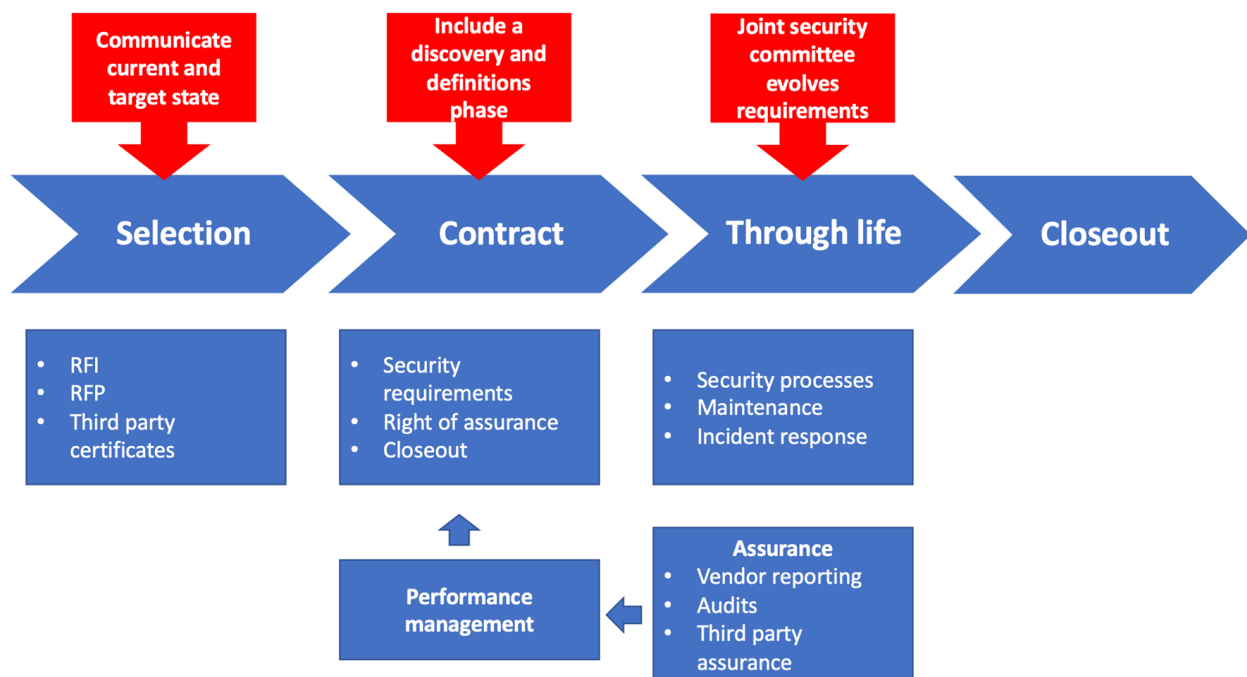 Communicate
current and
target state
Include a
discovery and
definitions
phase
Joint security
committee
evolves
requirements
Selection
Contract
Through life
Closeout
• RFI
• RFP
• Third party
certificates
• Security
requirements
• Right of assurance
• Closeout
• Security processes
• Maintenance
• Incident response
Performance
management
Assurance
• Vendor reporting
• Audits
• Third party
assurance